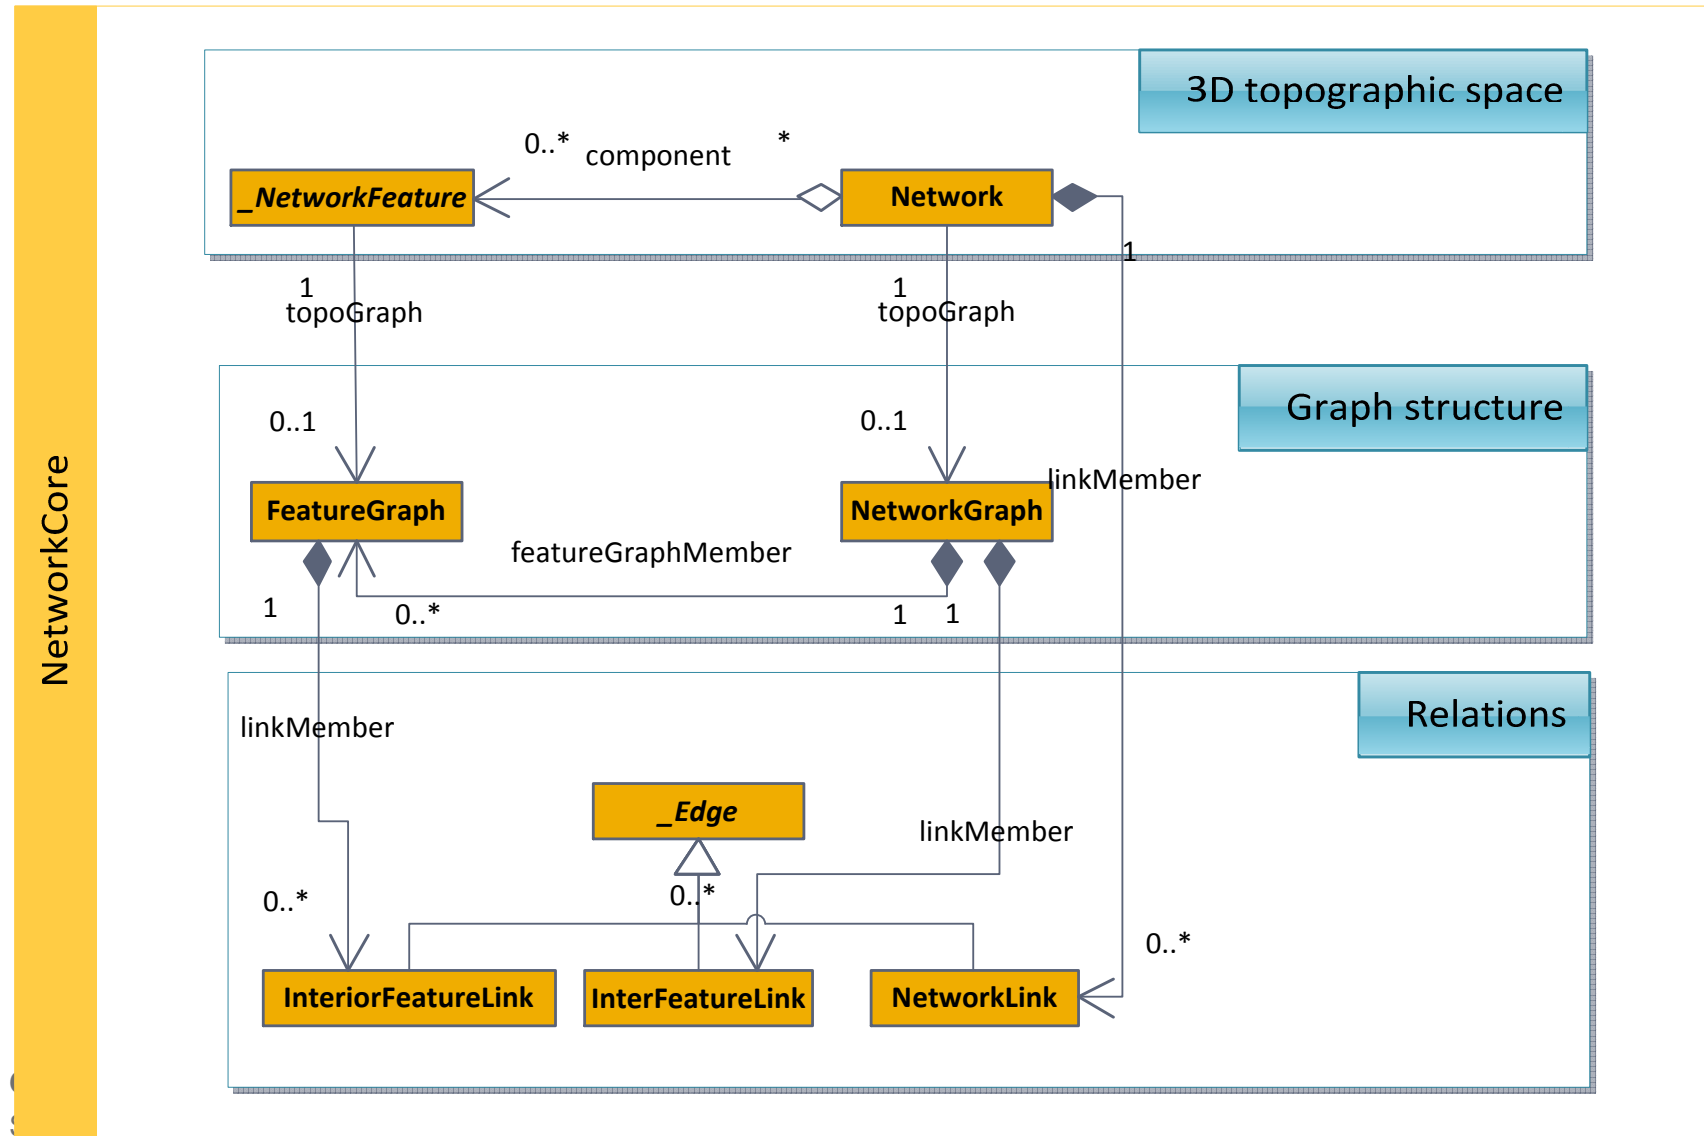 NetworkCore
3D topographic space
0..*
component
*
_NetworkFeature
Network
1
1
topoGraph
1
topoGraph
Graph structure
0..1
0..1
linkMember
FeatureGraph
NetworkGraph
featureGraphMember
1
0..*
1
1
Relations
linkMember
_Edge
linkMember
0..*
0..*
0..*
InteriorFeatureLink
InterFeatureLink
NetworkLink